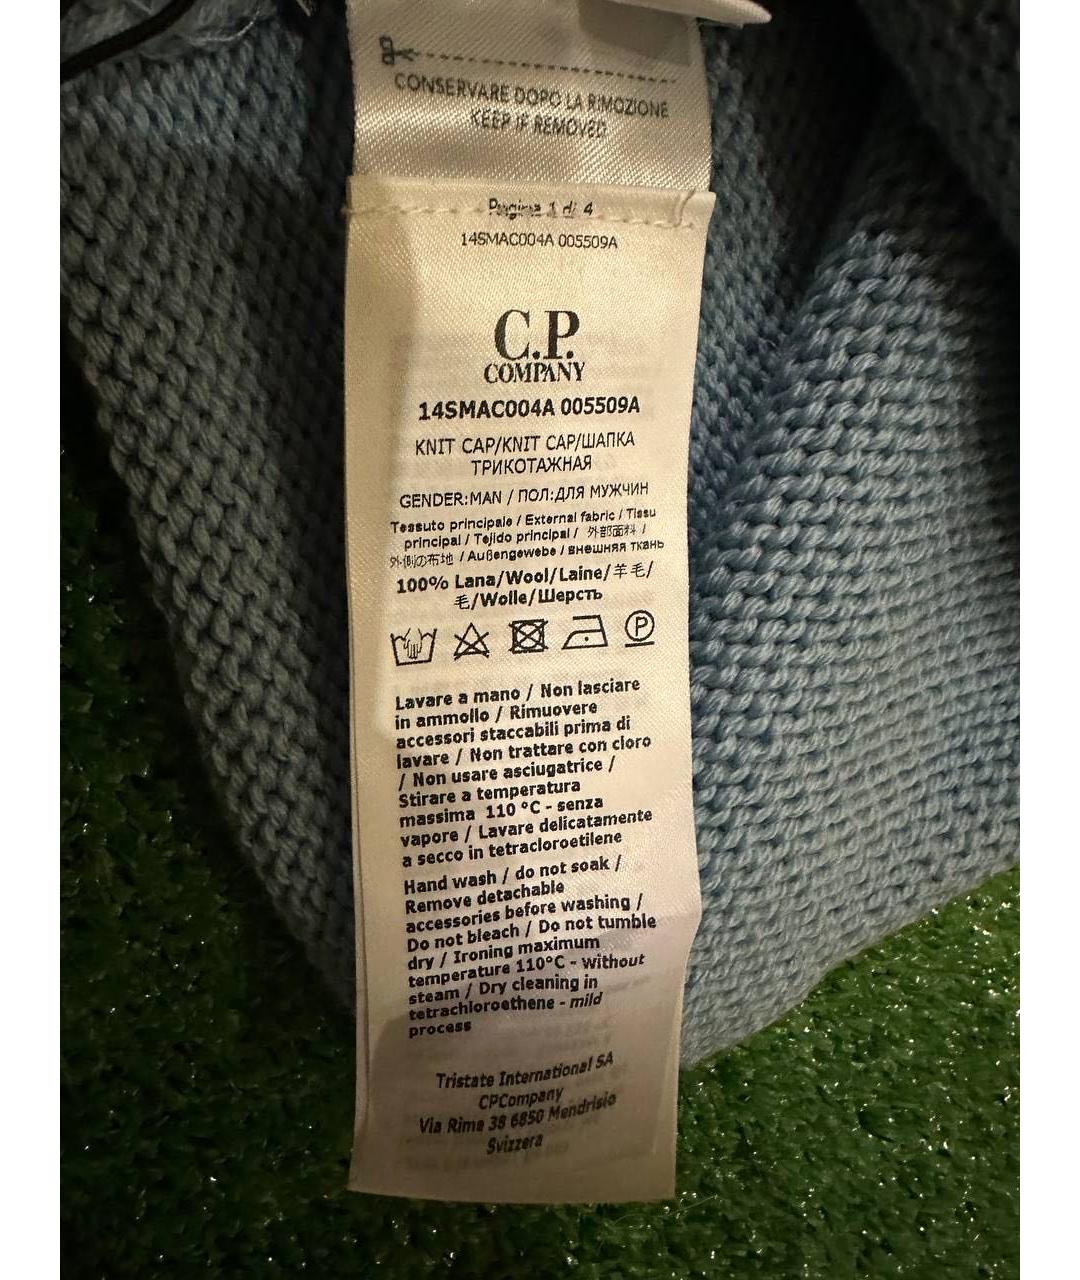 CONSERVARE DOPO LA RIMOZIONE
KEEP IF REMOVED
Pagina 1 di 4
14SMAC004A 005509A
C.P.
COMPANY
14SMAC004A 005509A
KNIT CAP/KNIT CAP/ШАПКА
ТРИКОТАЖНАЯ
GENDER:MAN / ПОЛ:ДЛЯ МУЖЧИН
Tessuto principale / External fabric / Tissu
principal / Tejido principal / 外部面料 /
外側の布地 / Außengewebe / внешняя ткань
100% Lana/Wool/Laine/羊毛/
毛/Wolle/Шерсть
P
Lavare a mano / Non lasciare
in ammollo / Rimuovere
accessori staccabili prima di
lavare / Non trattare con cloro
/ Non usare asciugatrice /
Stirare a temperatura
massima 110 °C - senza
vapore / Lavare delicatamente
a secco in tetracloroetilene
Hand wash / do not soak /
Remove detachable
accessories before washing /
Do not bleach / Do not tumble
dry / Ironing maximum
temperature 110°C - without
steam / Dry cleaning in
tetrachloroethene - mild
process
Tristate International SA
CPCompany
Via Rime 38 6850 Mendrisio
Svizzera